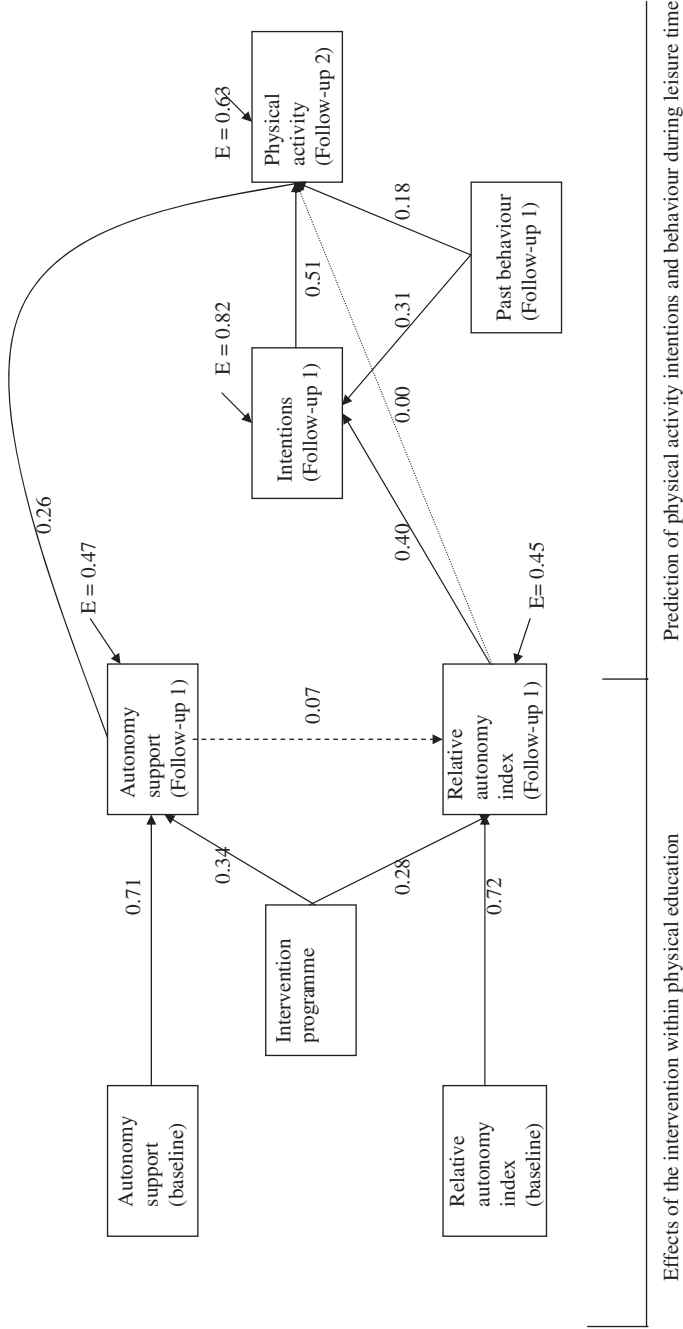 Autonomy
support
(baseline)
0.71
Autonomy
support
(Follow-up 1)
E = 0.47
0.26
Intervention
programme
0.34
0.28
0.07
Relative
autonomy
index
(baseline)
0.72
Relative
autonomy
index
(Follow-up 1)
E= 0.45
0.40
0.00
Intentions
(Follow-up 1)
E = 0.82
0.51
0.31
Past behaviour
(Follow-up 1)
0.18
Physical
activity
(Follow-up 2)
E = 0.63
Effects of the intervention within physical education
Prediction of physical activity intentions and behaviour during leisure time